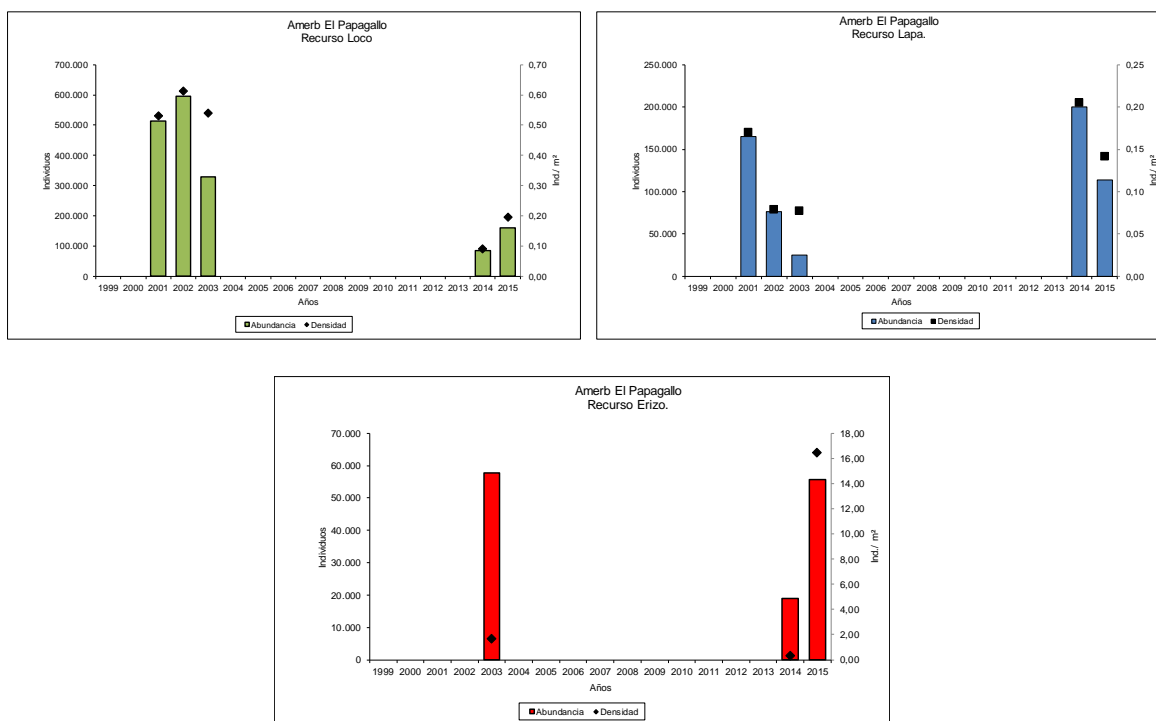 Amerb El Papagallo
Recurso Loco
700.000
600.000
500.000
400.000
300.000
200.000
100.000
0
Individuos
0,70
0,60
0,50
0,40
0,30
0,20
0,10
0,00
Ind./ m²
1999 2000 2001 2002 2003 2004 2005 2006 2007 2008 2009 2010 2011 2012 2013 2014 2015
Años
Abundancia Densidad
Amerb El Papagallo
Recurso Lapa.
250.000
200.000
150.000
100.000
50.000
0
Individuos
0,25
0,20
0,15
0,10
0,05
0,00
Ind./ m²
1999 2000 2001 2002 2003 2004 2005 2006 2007 2008 2009 2010 2011 2012 2013 2014 2015
Años
Abundancia Densidad
Amerb El Papagallo
Recurso Erizo.
70.000
60.000
50.000
40.000
30.000
20.000
10.000
0
Individuos
18,00
16,00
14,00
12,00
10,00
8,00
6,00
4,00
2,00
0,00
Ind./ m²
1999 2000 2001 2002 2003 2004 2005 2006 2007 2008 2009 2010 2011 2012 2013 2014 2015
Años
Abundancia Densidad